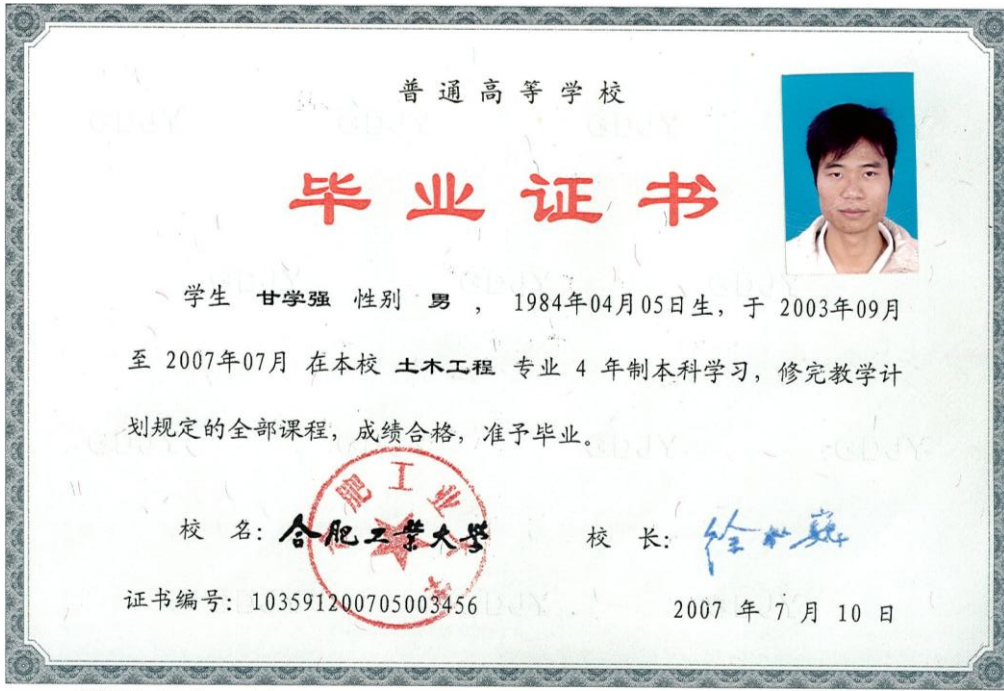 普通高等学校
毕业证书
学生 甘学强 性别 男 , 1984年04月05日生, 于 2003年09月
至 2007年07月 在本校 土木工程 专业 4 年制本科学习, 修完教学计
划规定的全部课程, 成绩合格, 准予毕业。
肥工业
校 名: 合肥工业大学
校 长:
证书编号: 103591200705003456
2007 年 7 月 10 日